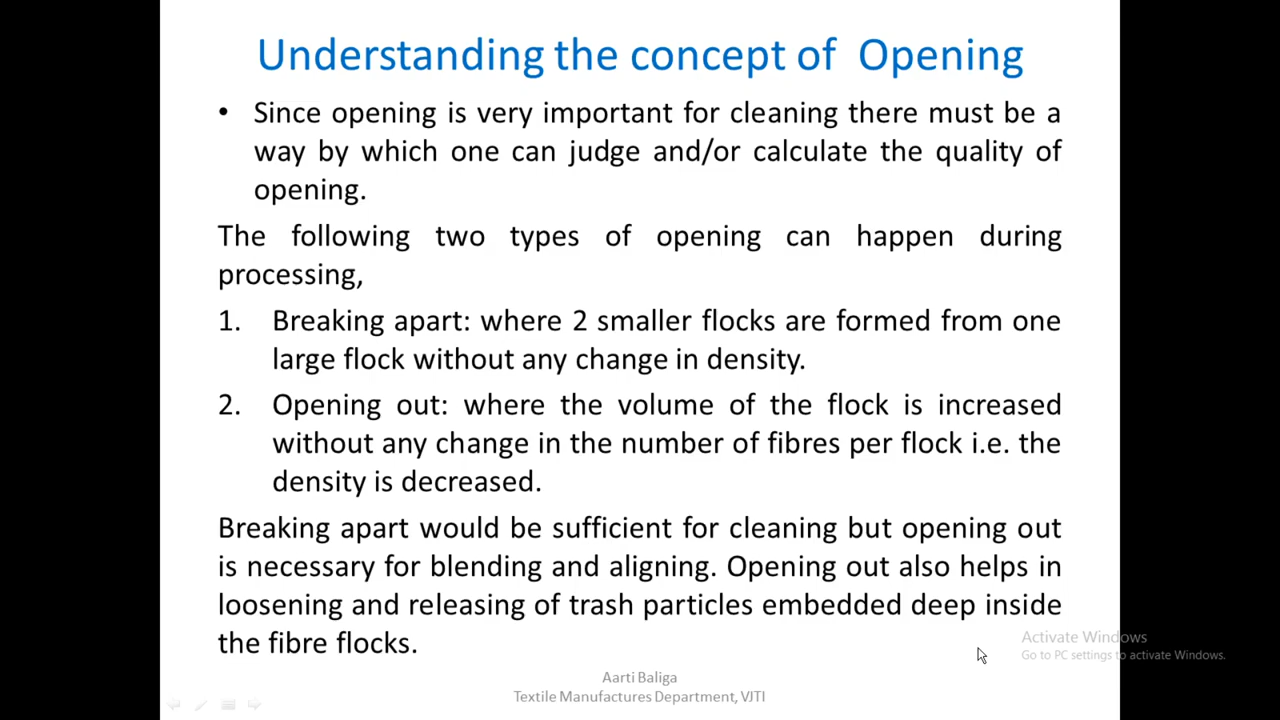 Understanding the concept of Opening
• Since opening is very important for cleaning there must be a
way by which one can judge and/or calculate the quality of
opening.
The following two types of opening can happen during
processing,
1. Breaking apart: where 2 smaller flocks are formed from one
large flock without any change in density.
2. Opening out: where the volume of the flock is increased
without any change in the number of fibres per flock i.e. the
density is decreased.
Breaking apart would be sufficient for cleaning but opening out
is necessary for blending and aligning. Opening out also helps in
loosening and releasing of trash particles embedded deep inside
the fibre flocks.
Activate Windows
Go to PC settings to activate Windows.
Aarti Baliga
Textile Manufactures Department, VJTI